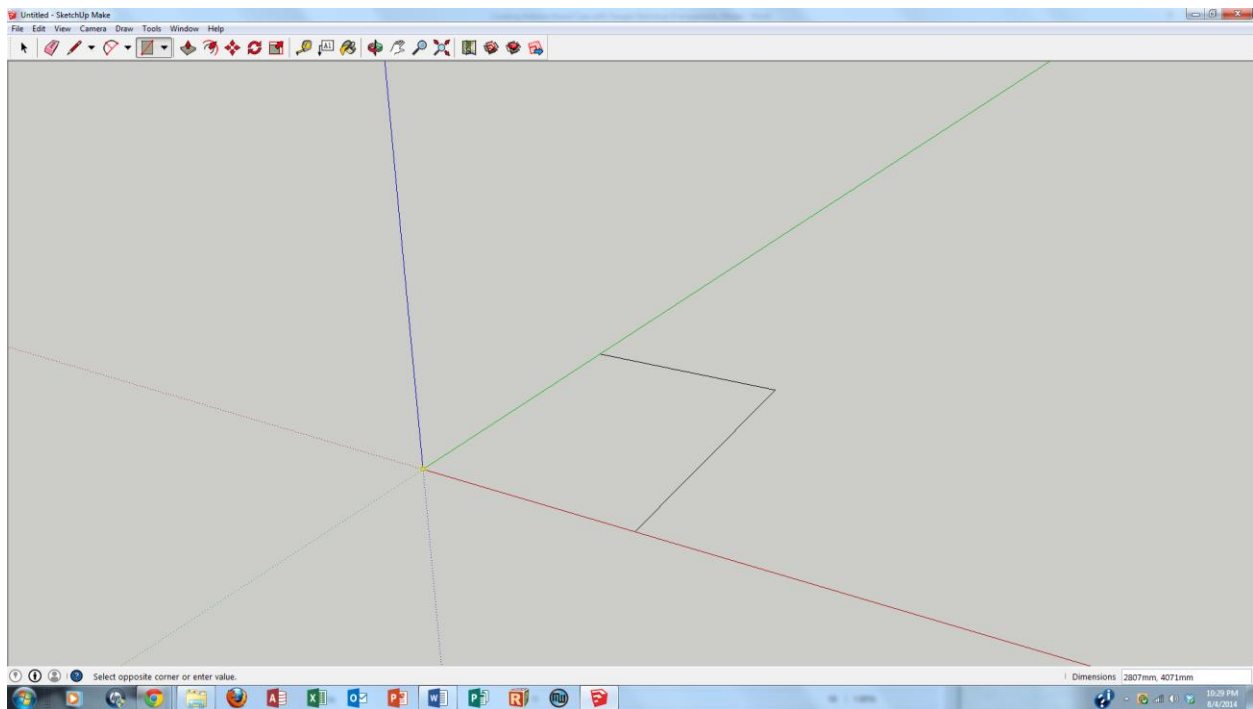 Untitled - SketchUp Make
File Edit View Camera Draw Tools Window Help
A1
Select opposite corner or enter value.
Dimensions 2807mm, 4071mm
10:29 PM
8/4/2014